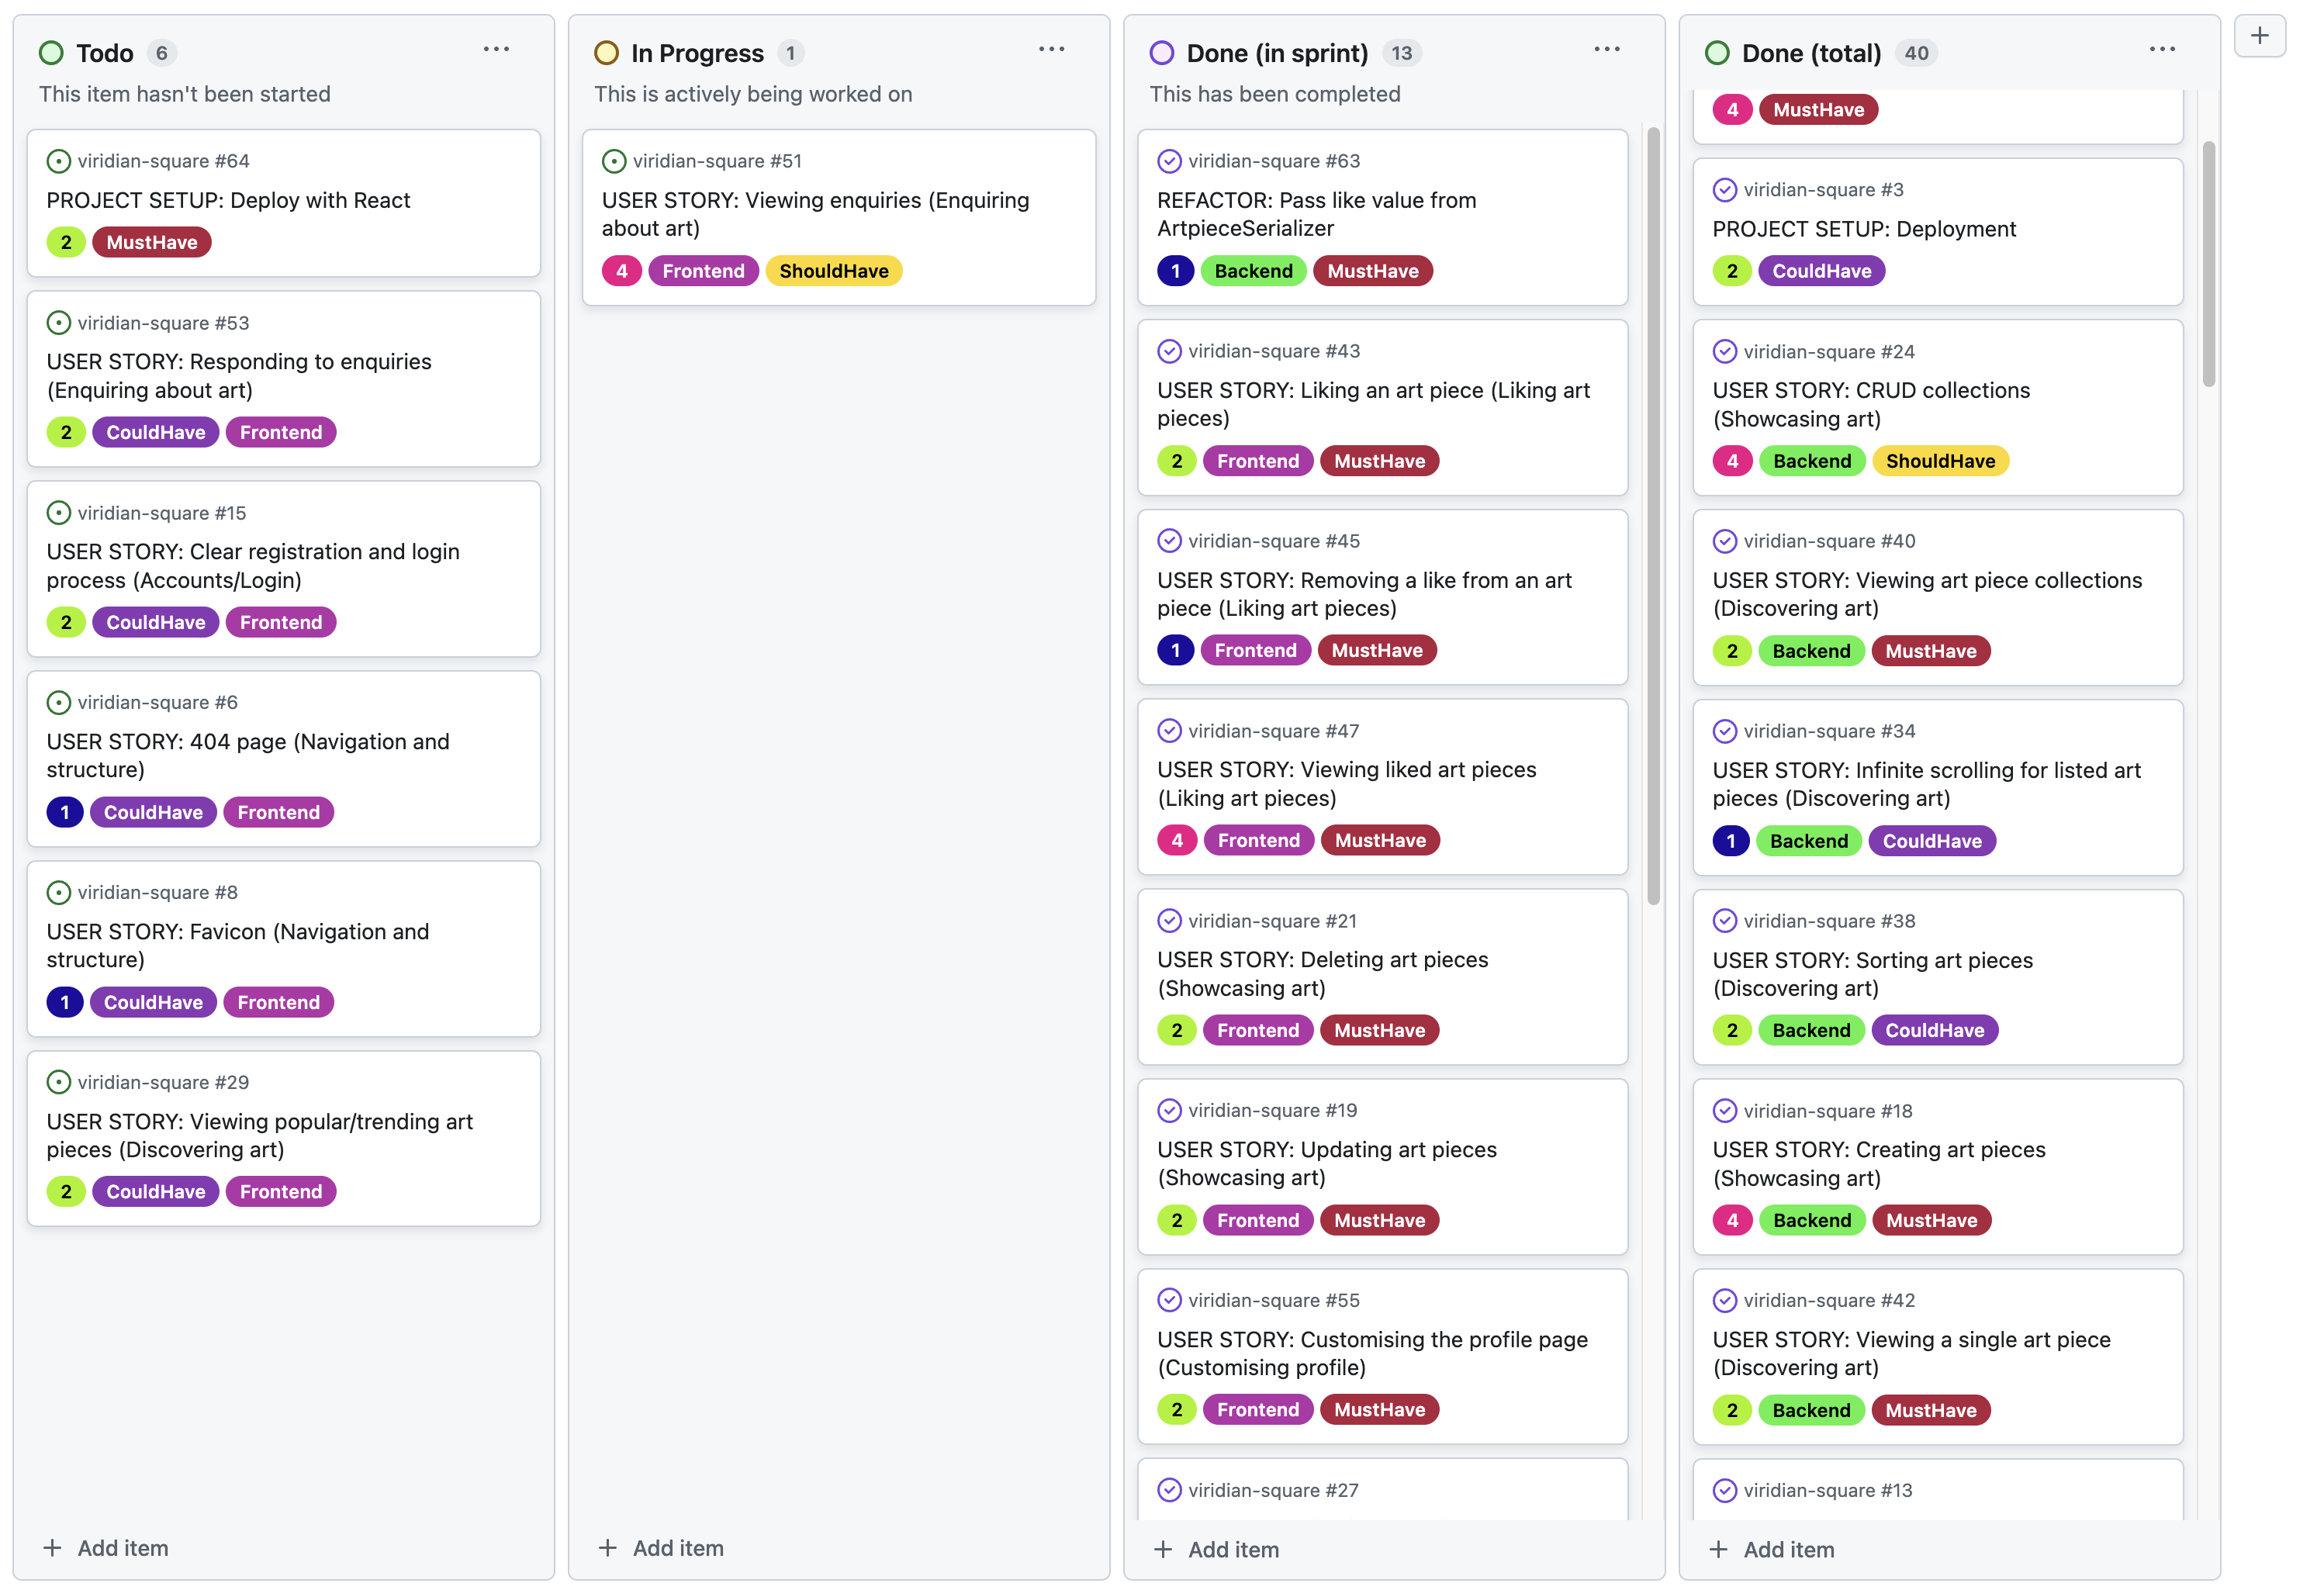 Todo 6
This item hasn't been started
viridian-square #64
PROJECT SETUP: Deploy with React
2 MustHave
viridian-square #53
USER STORY: Responding to enquiries
(Enquiring about art)
2 CouldHave Frontend
viridian-square #15
USER STORY: Clear registration and login
process (Accounts/Login)
2 CouldHave Frontend
viridian-square #6
USER STORY: 404 page (Navigation and
structure)
1 CouldHave Frontend
viridian-square #8
USER STORY: Favicon (Navigation and
structure)
1 CouldHave Frontend
viridian-square #29
USER STORY: Viewing popular/trending art
pieces (Discovering art)
2 CouldHave Frontend
+ Add item
In Progress 1
This is actively being worked on
viridian-square #51
USER STORY: Viewing enquiries (Enquiring
about art)
4 Frontend ShouldHave
+ Add item
Done (in sprint) 13
This has been completed
viridian-square #63
REFACTOR: Pass like value from
ArtpieceSerializer
1 Backend MustHave
viridian-square #43
USER STORY: Liking an art piece (Liking art
pieces)
2 Frontend MustHave
viridian-square #45
USER STORY: Removing a like from an art
piece (Liking art pieces)
1 Frontend MustHave
viridian-square #47
USER STORY: Viewing liked art pieces
(Liking art pieces)
4 Frontend MustHave
viridian-square #21
USER STORY: Deleting art pieces
(Showcasing art)
2 Frontend MustHave
viridian-square #19
USER STORY: Updating art pieces
(Showcasing art)
2 Frontend MustHave
viridian-square #55
USER STORY: Customising the profile page
(Customising profile)
2 Frontend MustHave
viridian-square #27
+ Add item
Done (total) 40
4 MustHave
viridian-square #3
PROJECT SETUP: Deployment
2 CouldHave
viridian-square #24
USER STORY: CRUD collections
(Showcasing art)
4 Backend ShouldHave
viridian-square #40
USER STORY: Viewing art piece collections
(Discovering art)
2 Backend MustHave
viridian-square #34
USER STORY: Infinite scrolling for listed art
pieces (Discovering art)
1 Backend CouldHave
viridian-square #38
USER STORY: Sorting art pieces
(Discovering art)
2 Backend CouldHave
viridian-square #18
USER STORY: Creating art pieces
(Showcasing art)
4 Backend MustHave
viridian-square #42
USER STORY: Viewing a single art piece
(Discovering art)
2 Backend MustHave
viridian-square #13
+ Add item